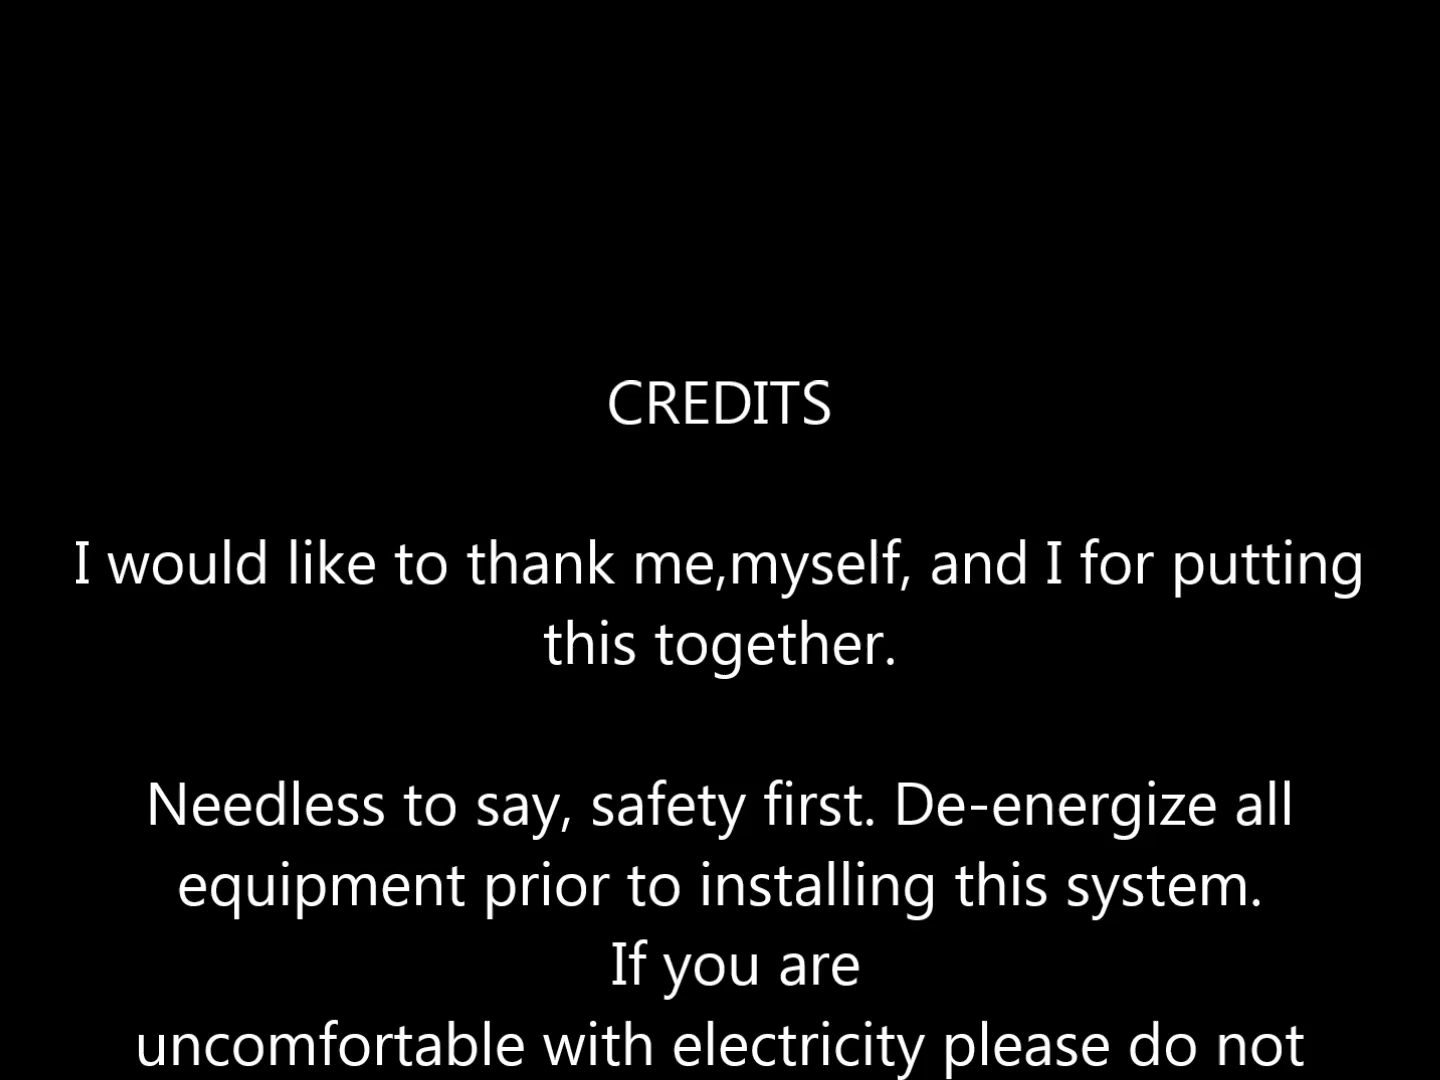 CREDITS
I would like to thank me,myself, and I for putting
this together.
Needless to say, safety first. De-energize all
equipment prior to installing this system.
If you are
uncomfortable with electricity please do not